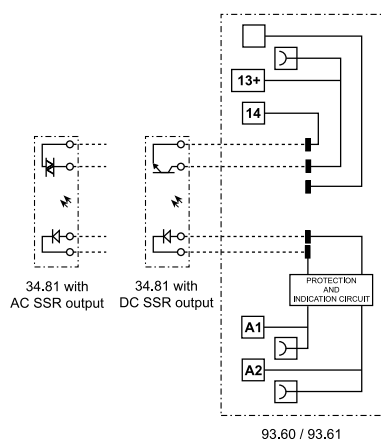 13+
14
34.81 with
AC SSR output
34.81 with
DC SSR output
PROTECTION
AND
INDICATION CIRCUIT
A1
A2
93.60 / 93.61